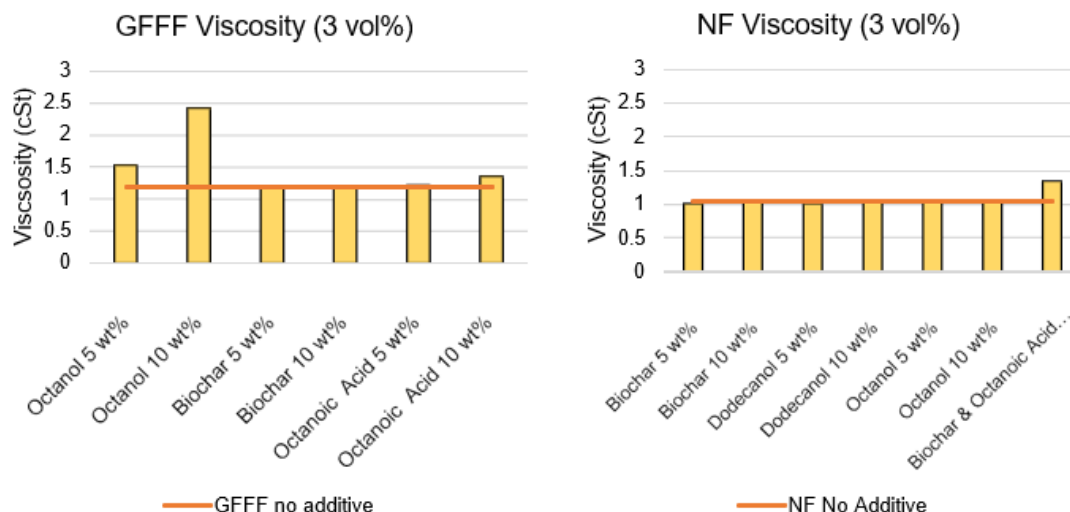 GFFF Viscosity (3 vol%)
Viscsosity (cSt)
3
2.5
2
1.5
1
0.5
0
Octanol 5 wt%
Octanol 10 wt%
Biochar 5 wt%
Biochar 10 wt%
Octanoic Acid 5 wt%
Octanoic Acid 10 wt%
GFFF no additive
NF Viscosity (3 vol%)
Viscosity (cSt)
3
2.5
2
1.5
1
0.5
0
Biochar 5 wt%
Biochar 10 wt%
Dodecanol 5 wt%
Dodecanol 10 wt%
Octanol 5 wt%
Octanol 10 wt%
Biochar & Octanoic Acid...
NF No Additive